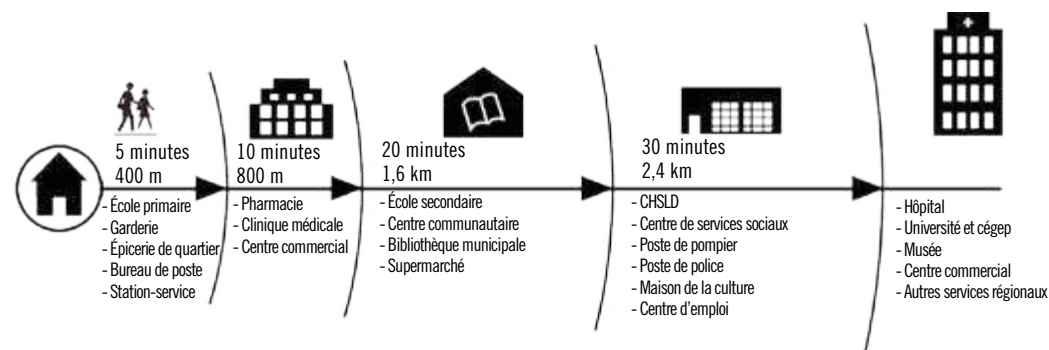 5 minutes
400 m
- École primaire
- Garderie
- Épicerie de quartier
- Bureau de poste
- Station-service
10 minutes
800 m
- Pharmacie
- Clinique médicale
- Centre commercial
20 minutes
1,6 km
- École secondaire
- Centre communautaire
- Bibliothèque municipale
- Supermarché
30 minutes
2,4 km
- CHSLD
- Centre de services sociaux
- Poste de pompier
- Poste de police
- Maison de la culture
- Centre d'emploi
- Hôpital
- Université et cégep
- Musée
- Centre commercial
- Autres services régionaux